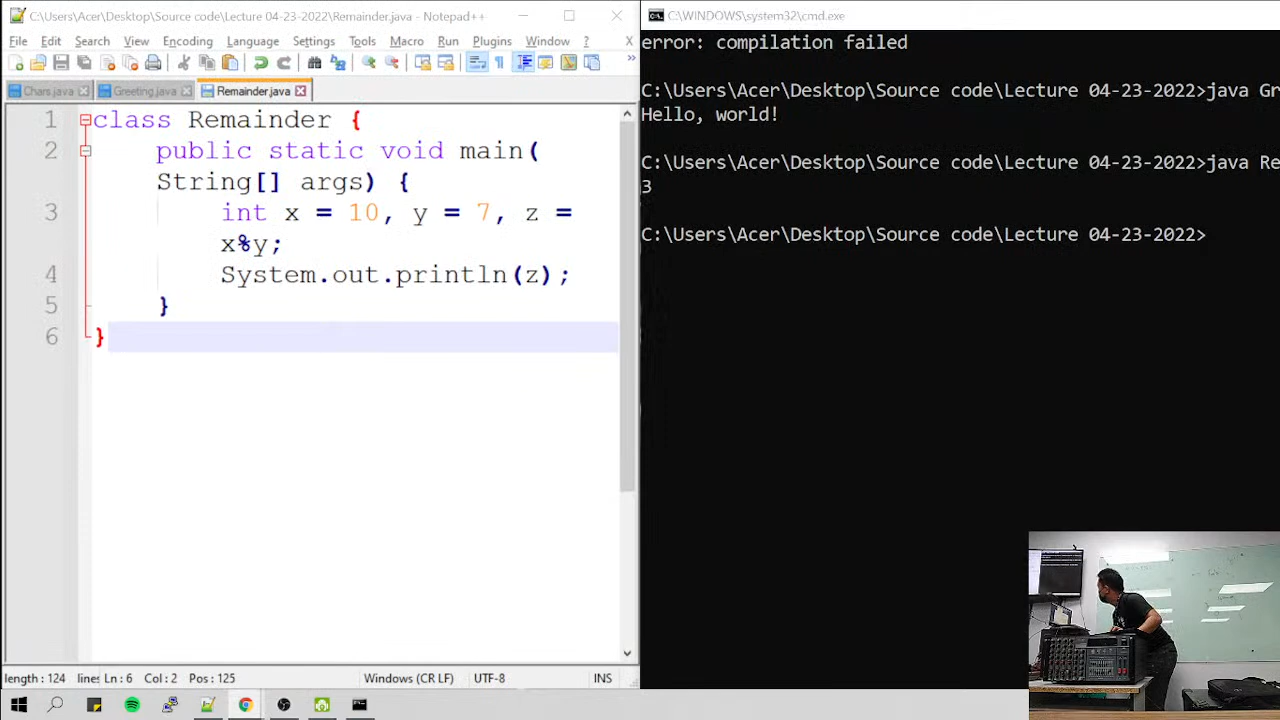 C:\Users\Acer\Desktop\Source code\Lecture 04-23-2022\Remainder.java - Notepad++
File Edit Search View Encoding Language Settings Tools Macro Run Plugins Window ? X
Chars.java Greeting.java Remainder.java
1 class Remainder {
2 public static void main(
String[] args) {
3 int x = 10, y = 7, z =
x%y;
4 System.out.println(z);
5 }
6 }
length : 124 lines Ln : 6 Col : 2 Pos : 125 Windows (CR LF) UTF-8 INS
C:\WINDOWS\system32\cmd.exe
error: compilation failed
C:\Users\Acer\Desktop\Source code\Lecture 04-23-2022>java Gr
Hello, world!
C:\Users\Acer\Desktop\Source code\Lecture 04-23-2022>java Re
3
C:\Users\Acer\Desktop\Source code\Lecture 04-23-2022>